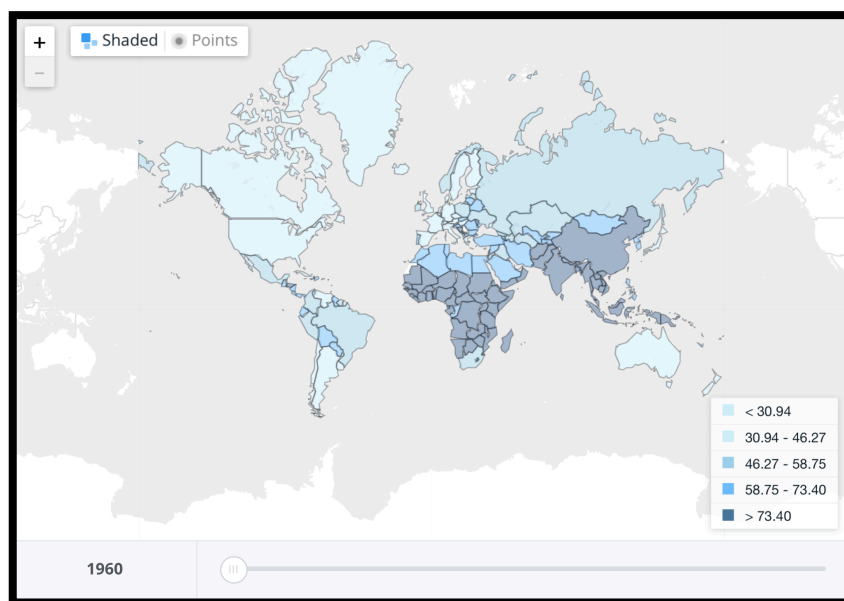 +
Shaded
Points
−
< 30.94
30.94 - 46.27
46.27 - 58.75
58.75 - 73.40
> 73.40
1960